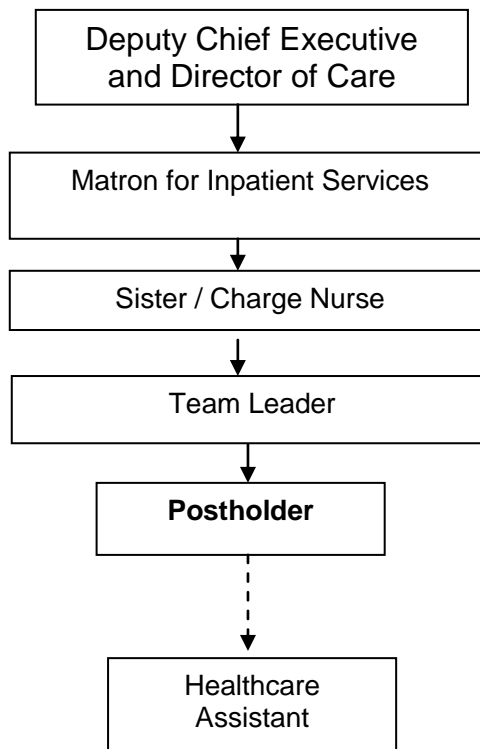 Deputy Chief Executive
and Director of Care
Matron for Inpatient Services
Sister / Charge Nurse
Team Leader
Postholder
Healthcare
Assistant